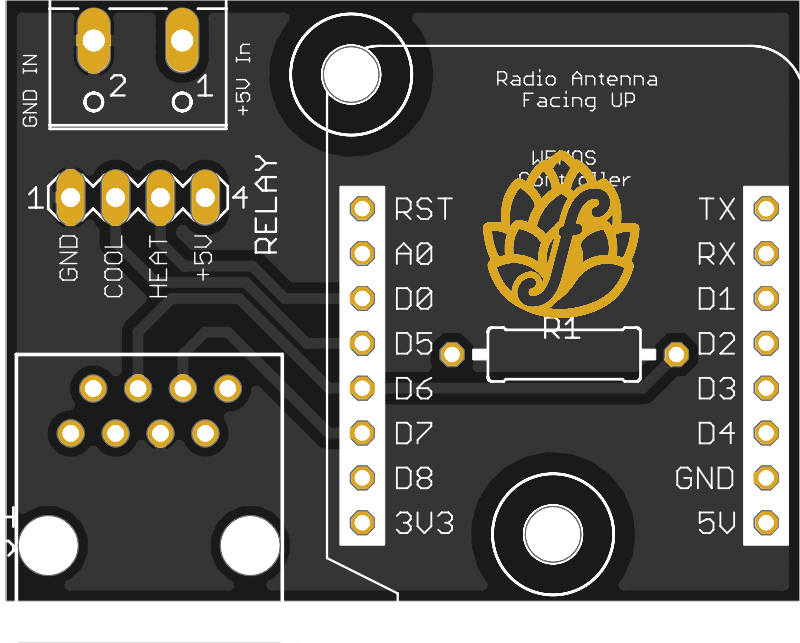 GND IN
2
1
+5V In
Radio Antenna
Facing UP
WEMOS
Controller
1
4
RELAY
GND
COOL
HEAT
+5V
RST
A0
D0
D5
D6
D7
D8
3V3
TX
RX
D1
D2
D3
D4
GND
5V
R1